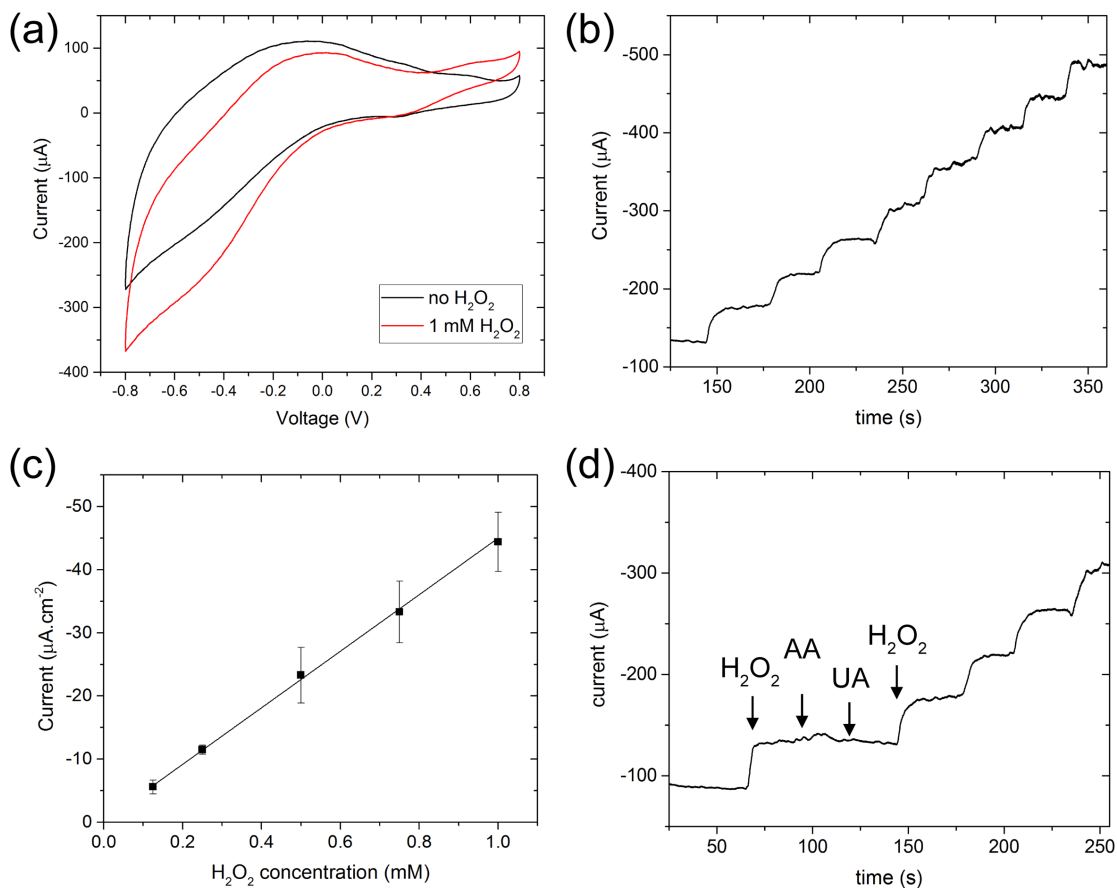 (a)
100
0
-100
-200
-300
-400
Current (µA)
-0.8
-0.6
-0.4
-0.2
0.0
0.2
0.4
0.6
0.8
Voltage (V)
no H₂O₂
1 mM H₂O₂
(b)
-500
-400
-300
-200
-100
Current (µA)
150
200
250
300
350
time (s)
(c)
-50
-40
-30
-20
-10
0
Current (µA.cm⁻²)
0.0
0.2
0.4
0.6
0.8
1.0
H₂O₂ concentration (mM)
(d)
-400
-300
-200
-100
current (µA)
H₂O₂
AA
UA
H₂O₂
50
100
150
200
250
time (s)